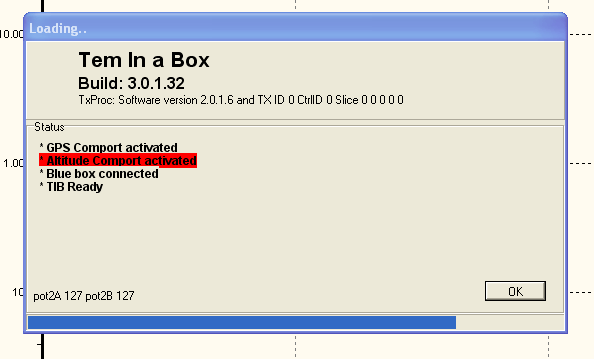 Loading..
10.00
Tem In a Box
Build: 3.0.1.32
TxProc: Software version 2.0.1.6 and TX ID 0 CtrlID 0 Slice 0 0 0 0 0
Status
* GPS Comport activated
* Altitude Comport activated
1.00
* Blue box connected
* TIB Ready
10
pot2A 127 pot2B 127
OK